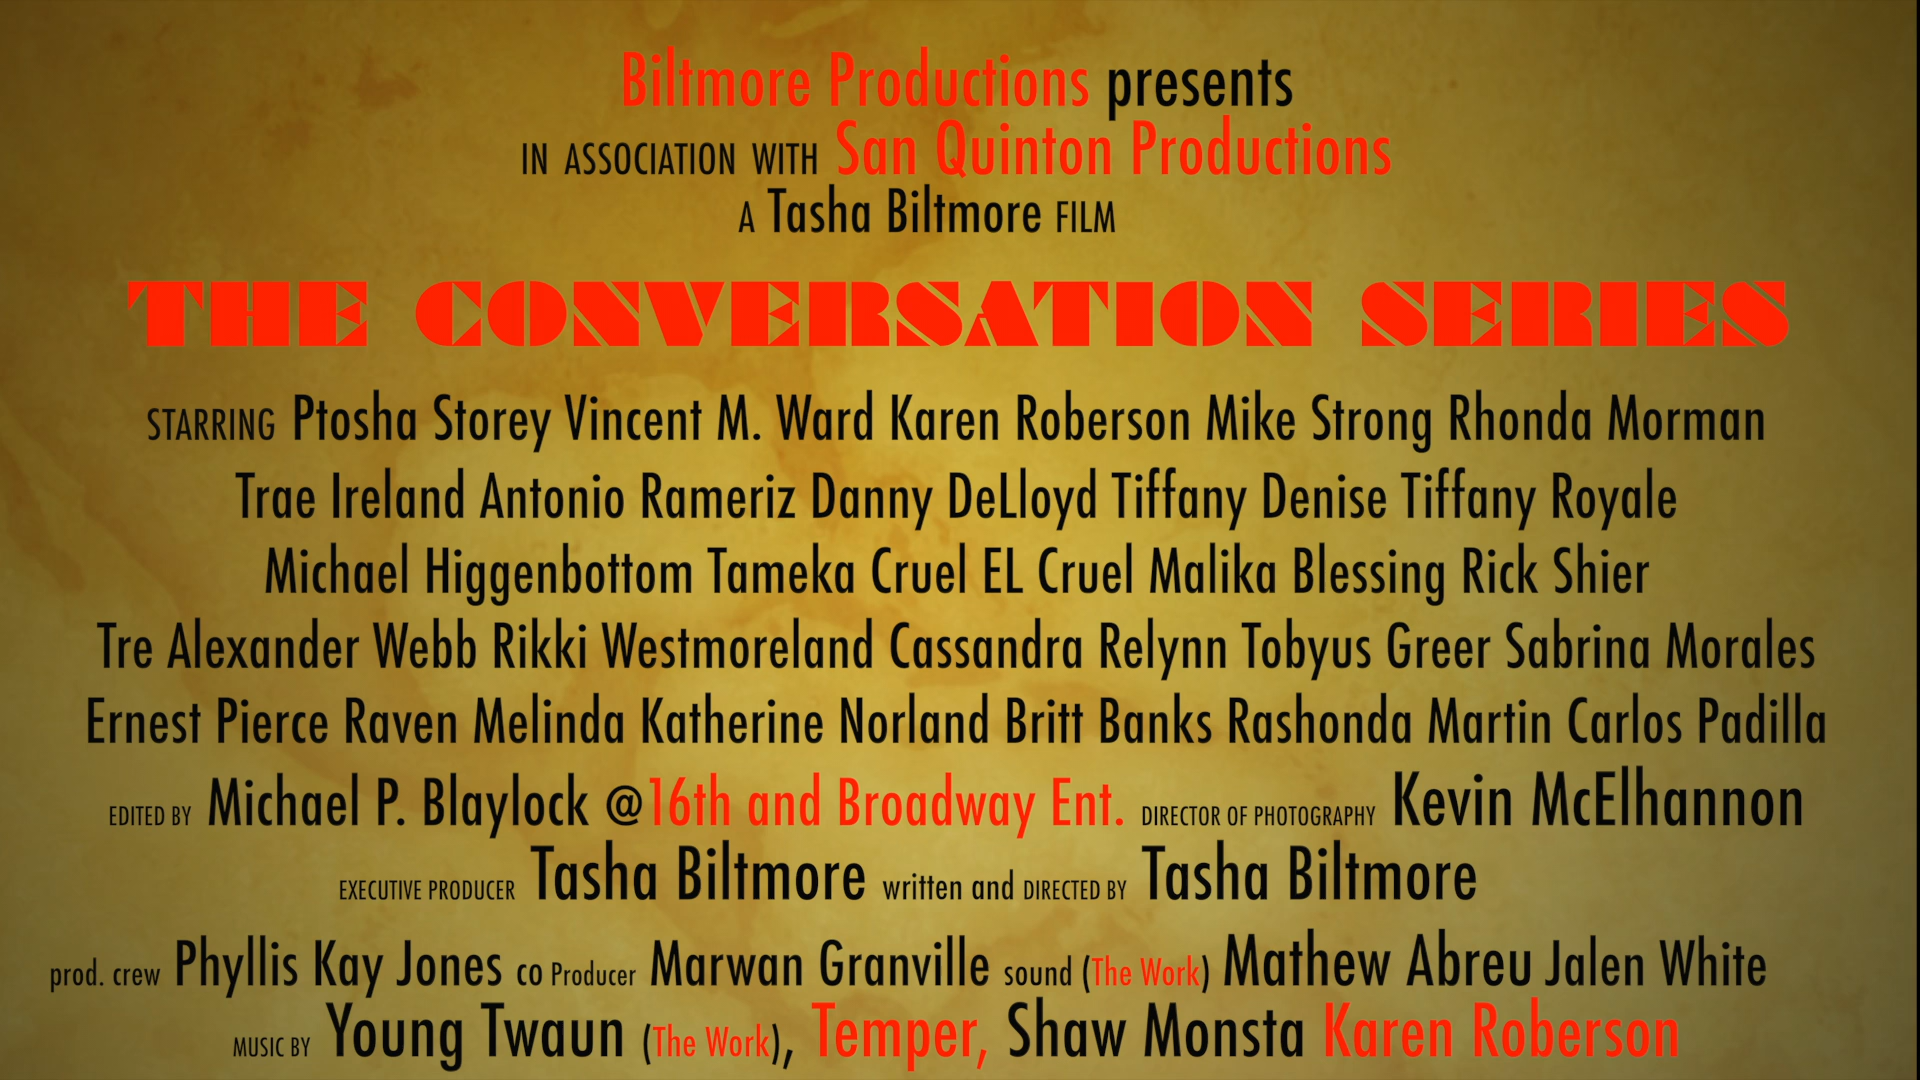 Biltmore Productions presents
IN ASSOCIATION WITH San Quinton Productions
A Tasha Biltmore FILM
THE CONVERSATION SERIES
STARRING Ptosha Storey Vincent M. Ward Karen Roberson Mike Strong Rhonda Morman
Trae Ireland Antonio Rameriz Danny DeLloyd Tiffany Denise Tiffany Royale
Michael Higgenbottom Tameka Cruel EL Cruel Malika Blessing Rick Shier
Tre Alexander Webb Rikki Westmoreland Cassandra Relynn Tobyus Greer Sabrina Morales
Ernest Pierce Raven Melinda Katherine Norland Britt Banks Rashonda Martin Carlos Padilla
EDITED BY Michael P. Blaylock @16th and Broadway Ent. DIRECTOR OF PHOTOGRAPHY Kevin McElhannon
EXECUTIVE PRODUCER Tasha Biltmore written and DIRECTED BY Tasha Biltmore
prod. crew Phyllis Kay Jones co Producer Marwan Granville sound (The Work) Mathew Abreu Jalen White
MUSIC BY Young Twaun (The Work), Temper, Shaw Monsta Karen Roberson